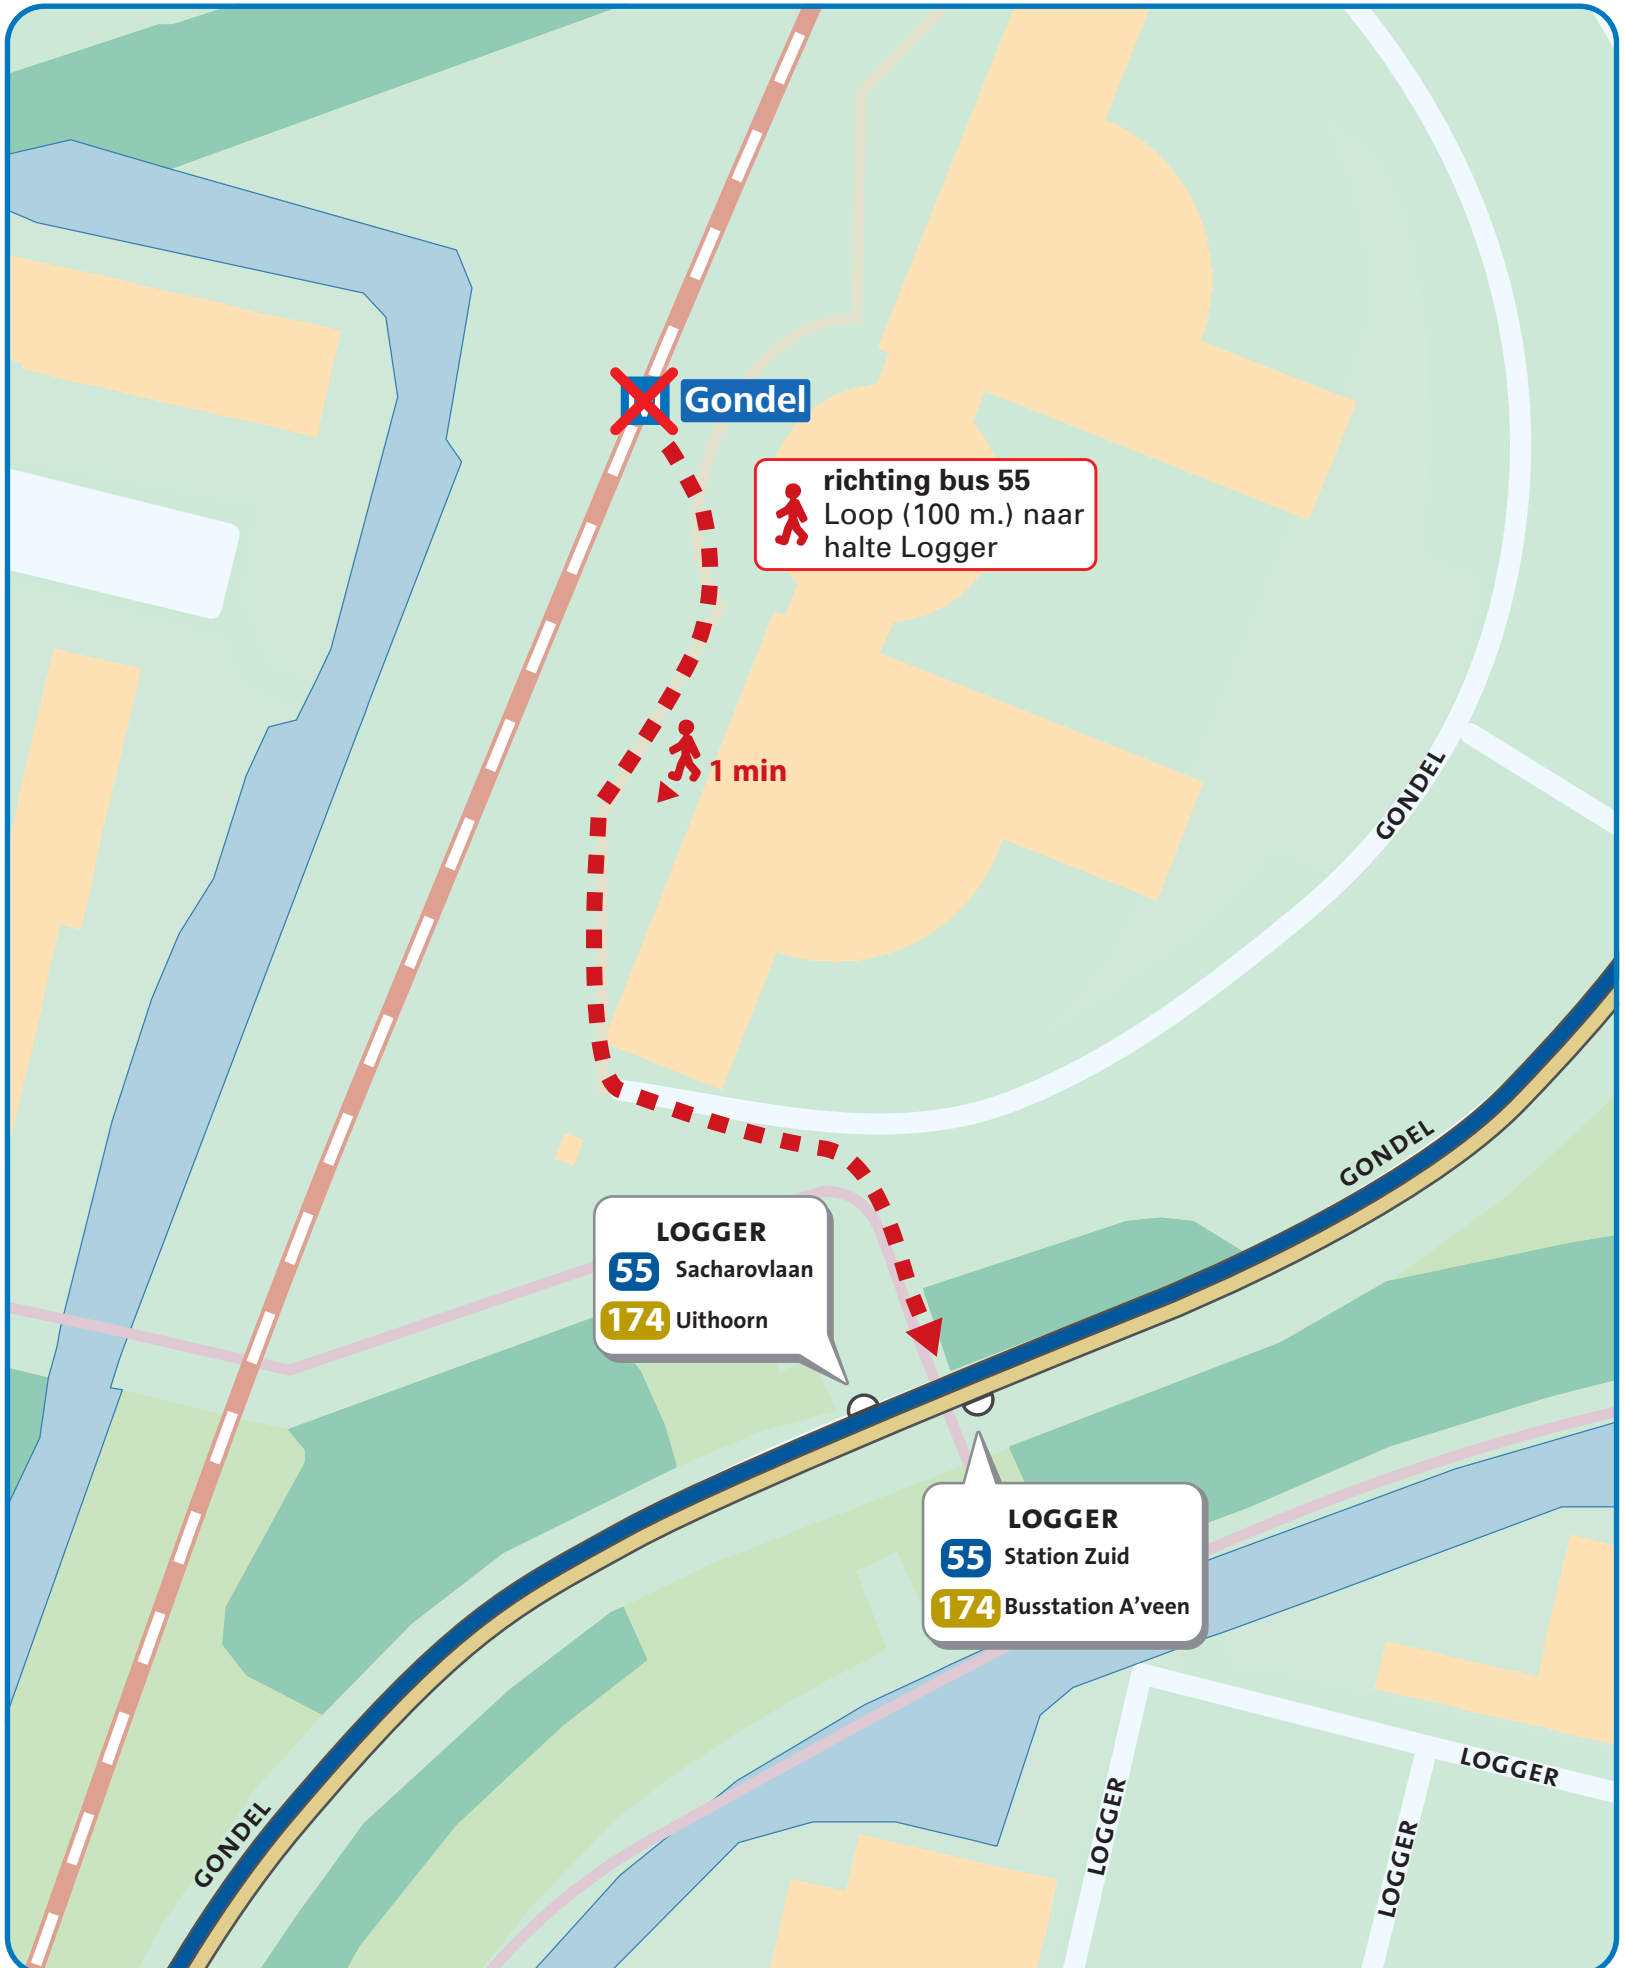 Gondel
richting bus 55
Loop (100 m.) naar
halte Logger
1 min
GONDEL
GONDEL
LOGGER
55 Sacharovlaan
174 Uithoorn
LOGGER
55 Station Zuid
174 Busstation A’veen
LOGGER
LOGGER
LOGGER
GONDEL